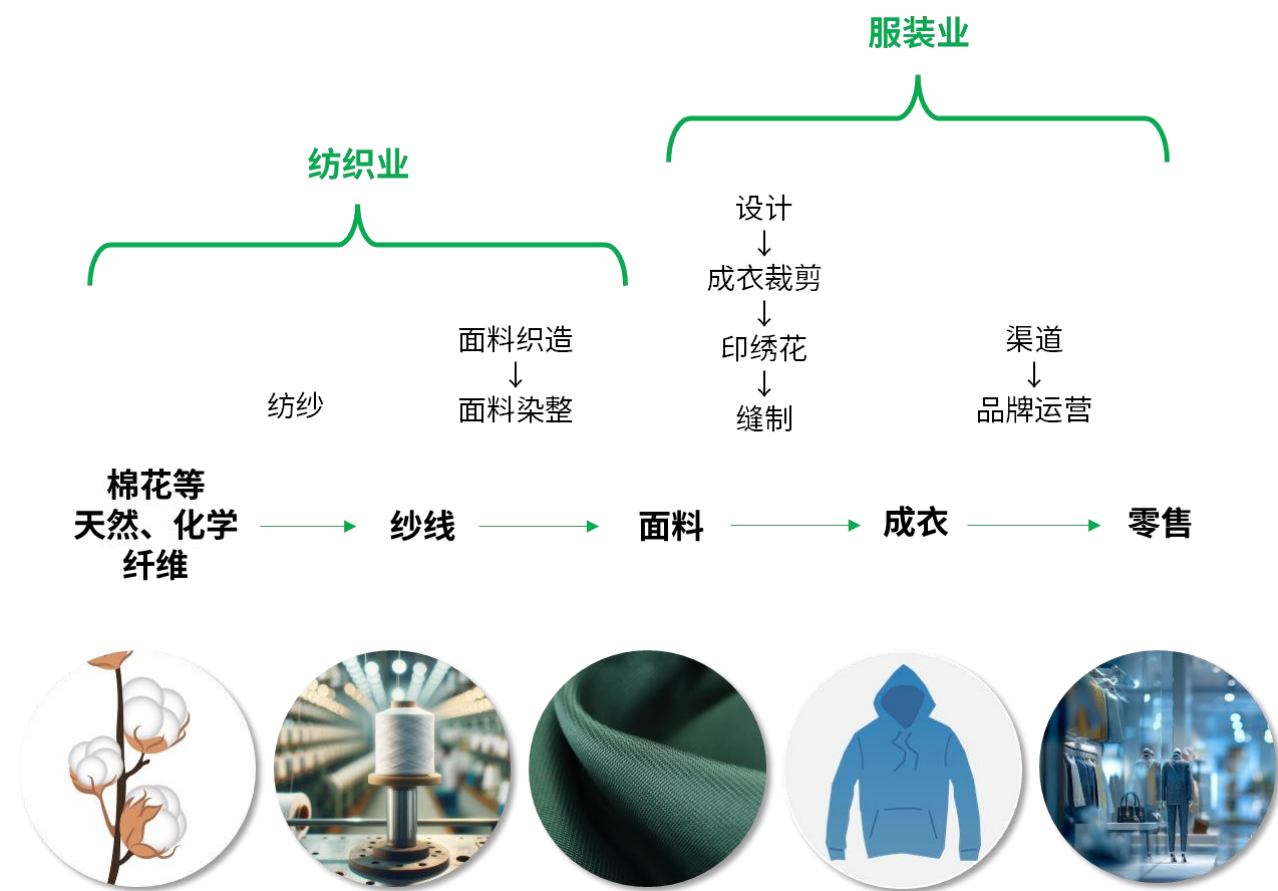 服装业
纺织业
设计
↓
成衣裁剪
↓
印绣花
↓
缝制
面料织造
↓
面料染整
渠道
↓
品牌运营
纺纱
棉花等
天然、化学
纤维
纱线
面料
成衣
零售